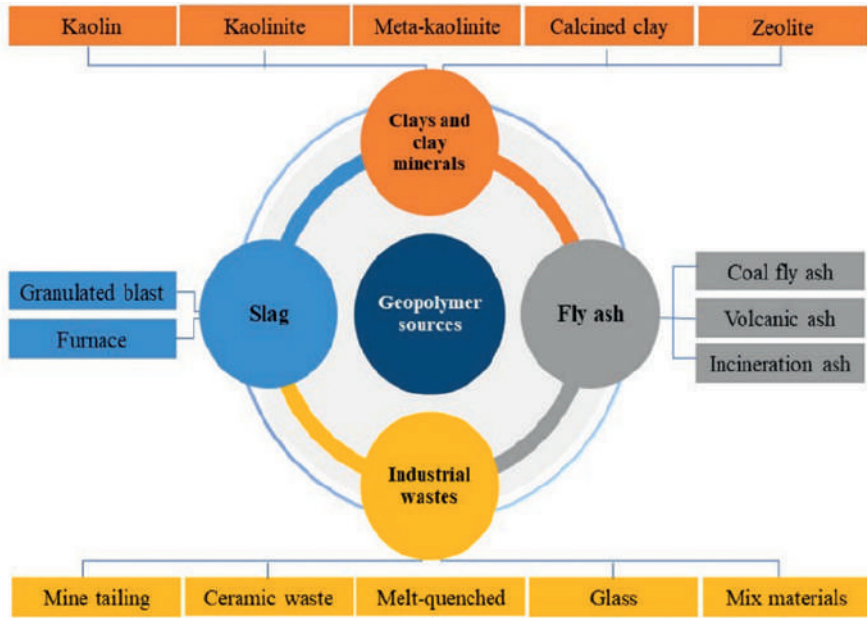 Kaolin
Kaolinite
Meta-kaolinite
Calcined clay
Zeolite
Clays and
clay
minerals
Granulated blast
Furnace
Slag
Geopolymer
sources
Fly ash
Coal fly ash
Volcanic ash
Incineration ash
Industrial
wastes
Mine tailing
Ceramic waste
Melt-quenched
Glass
Mix materials